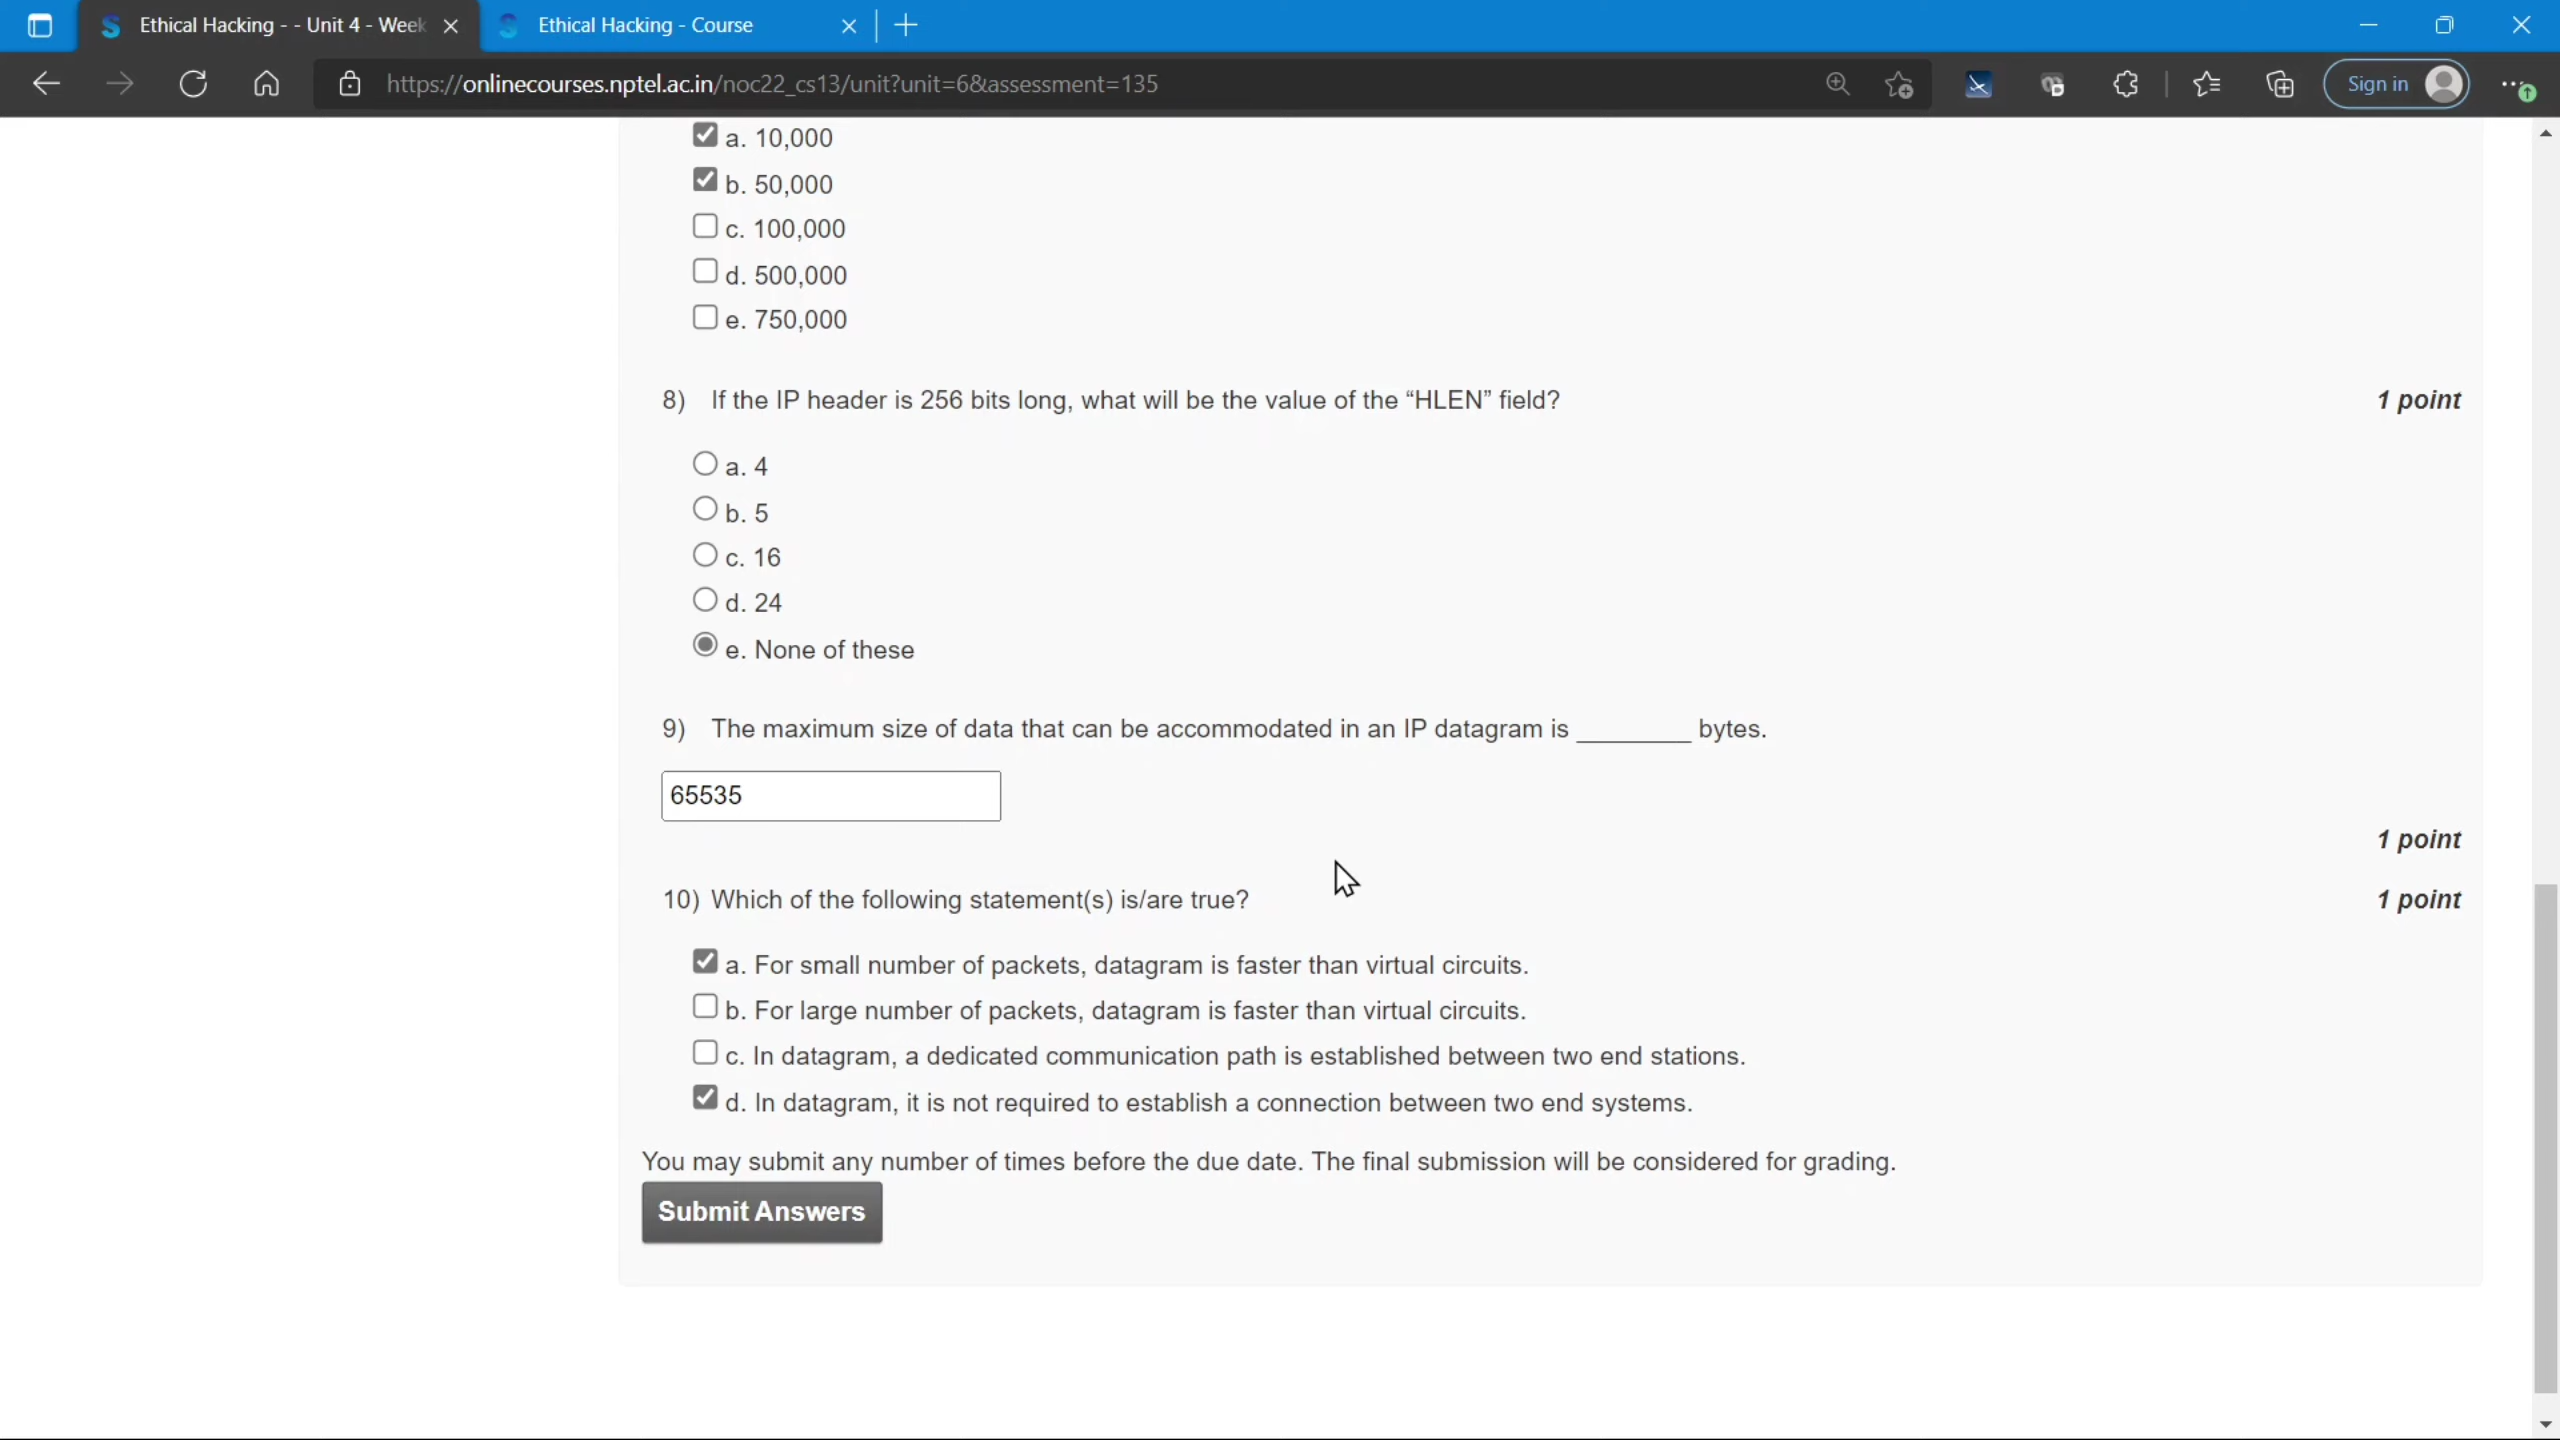 Ethical Hacking - - Unit 4 - Week
Ethical Hacking - Course
https://onlinecourses.nptel.ac.in/noc22_cs13/unit?unit=6&assessment=135
Sign in
a. 10,000
b. 50,000
c. 100,000
d. 500,000
e. 750,000
8) If the IP header is 256 bits long, what will be the value of the “HLEN” field?
1 point
a. 4
b. 5
c. 16
d. 24
e. None of these
9) The maximum size of data that can be accommodated in an IP datagram is ________ bytes.
65535
1 point
10) Which of the following statement(s) is/are true?
1 point
a. For small number of packets, datagram is faster than virtual circuits.
b. For large number of packets, datagram is faster than virtual circuits.
c. In datagram, a dedicated communication path is established between two end stations.
d. In datagram, it is not required to establish a connection between two end systems.
You may submit any number of times before the due date. The final submission will be considered for grading.
Submit Answers